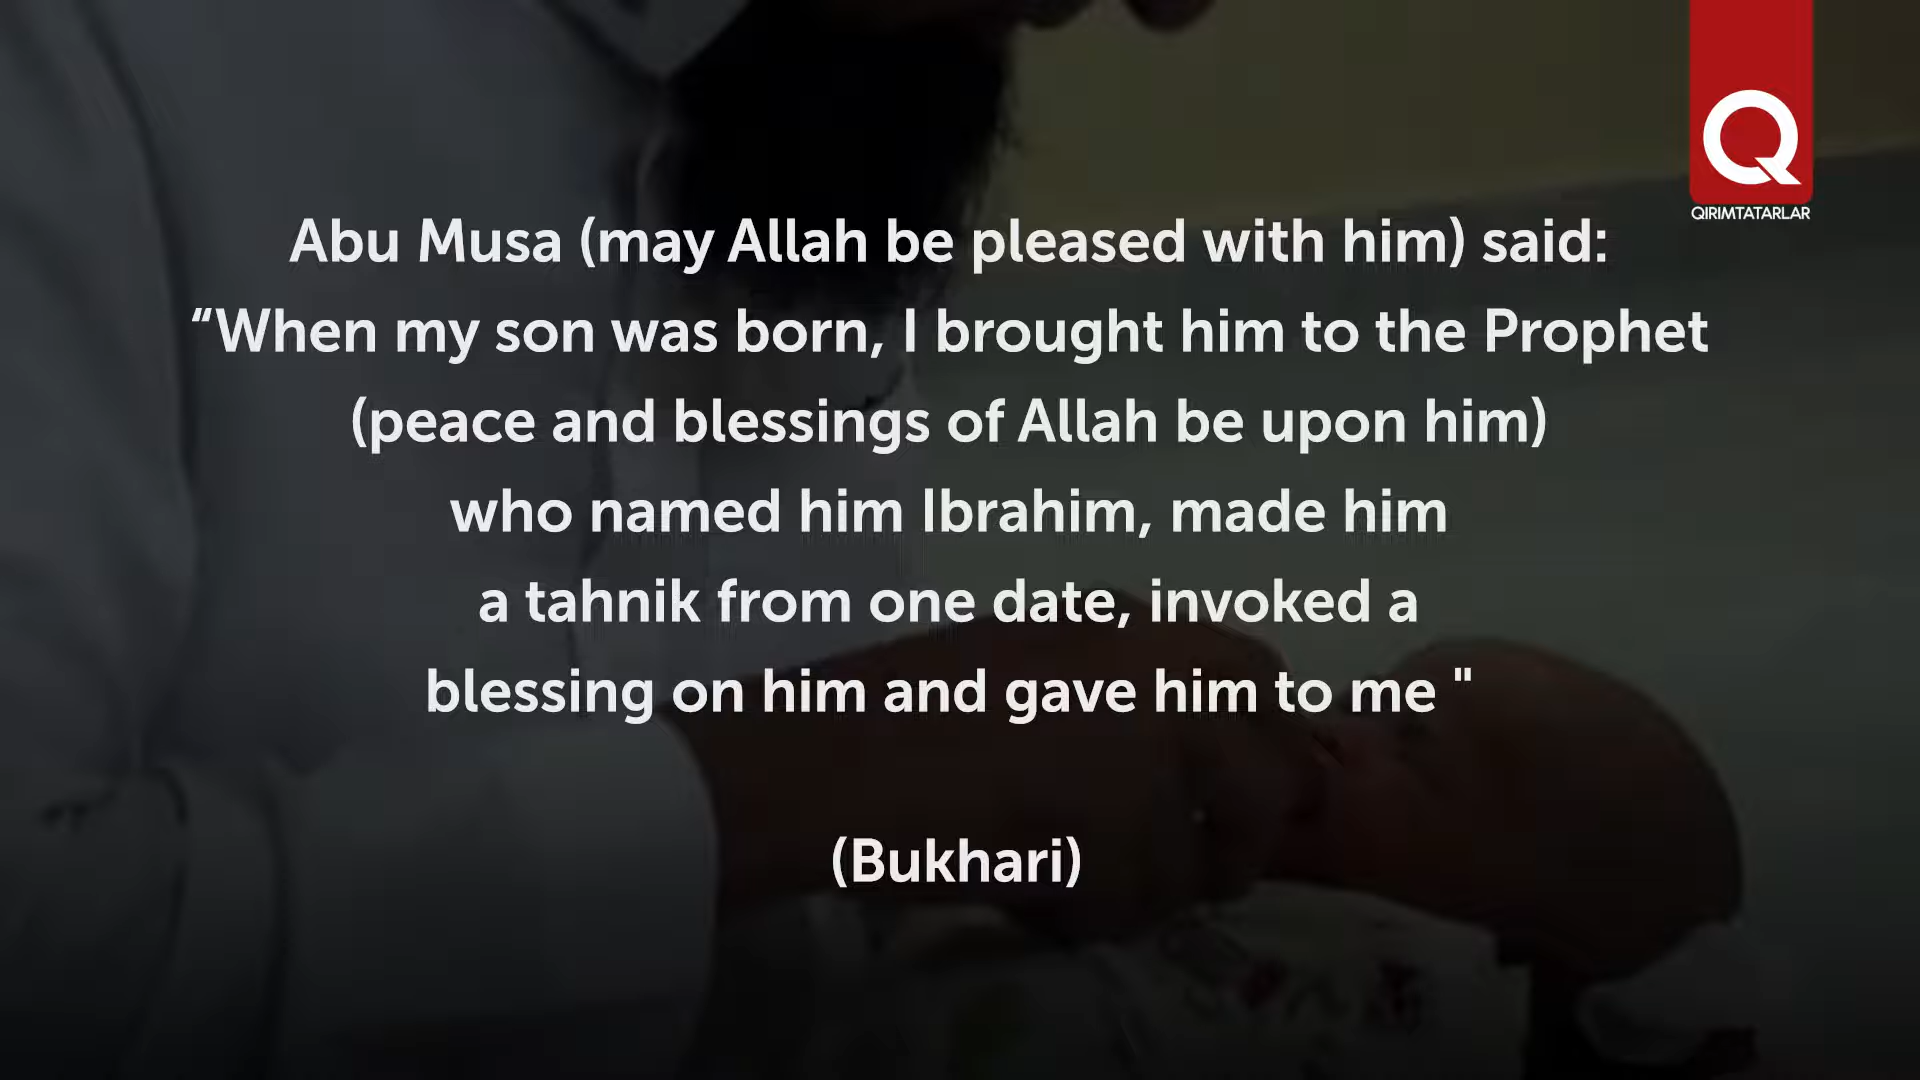 QIRIMTATARLAR
Abu Musa (may Allah be pleased with him) said:
“When my son was born, I brought him to the Prophet
(peace and blessings of Allah be upon him)
who named him Ibrahim, made him
a tahnik from one date, invoked a
blessing on him and gave him to me "
(Bukhari)